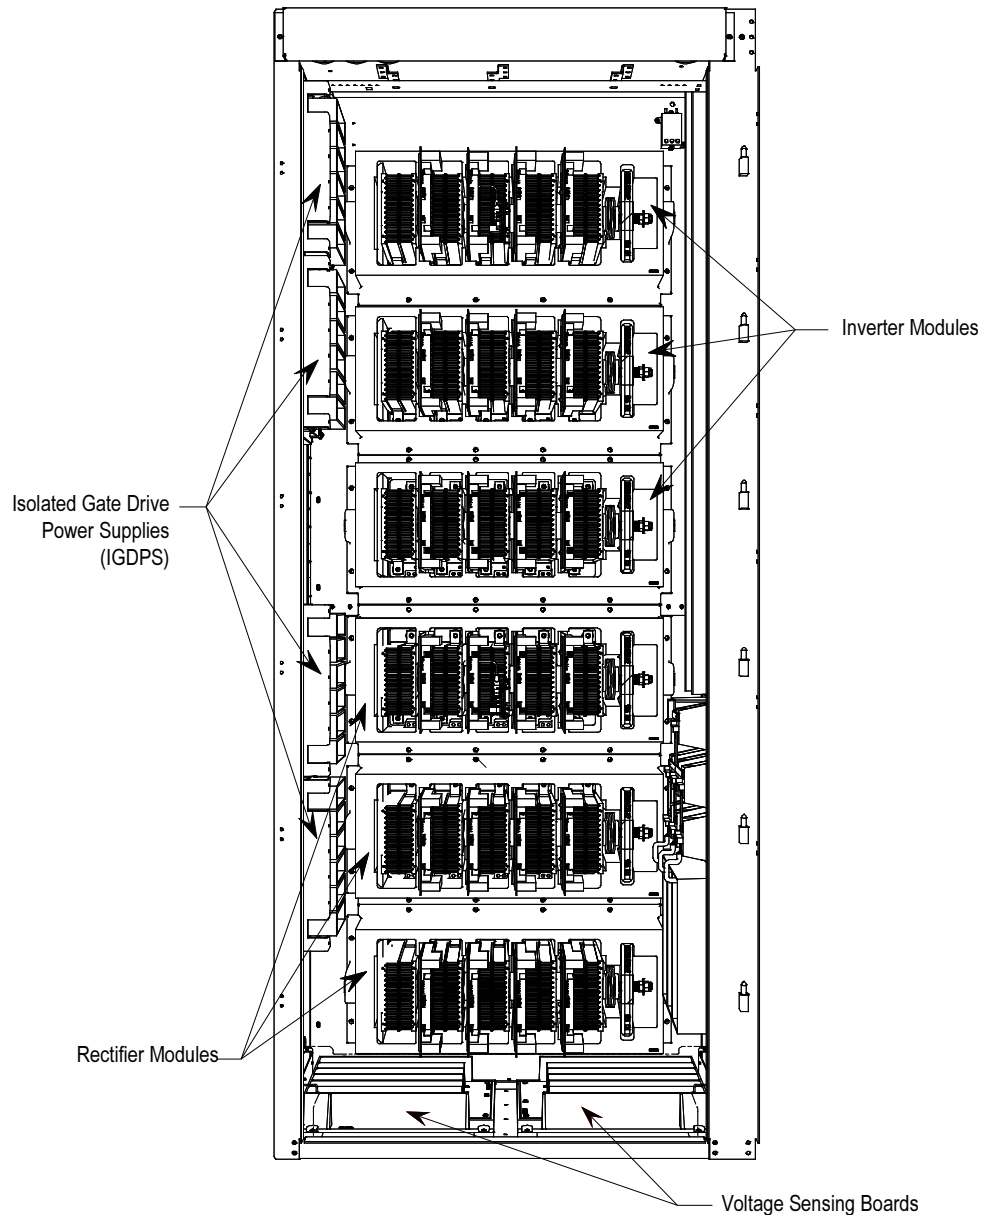 Inverter Modules
Isolated Gate Drive
Power Supplies
(IGDPS)
Rectifier Modules
Voltage Sensing Boards